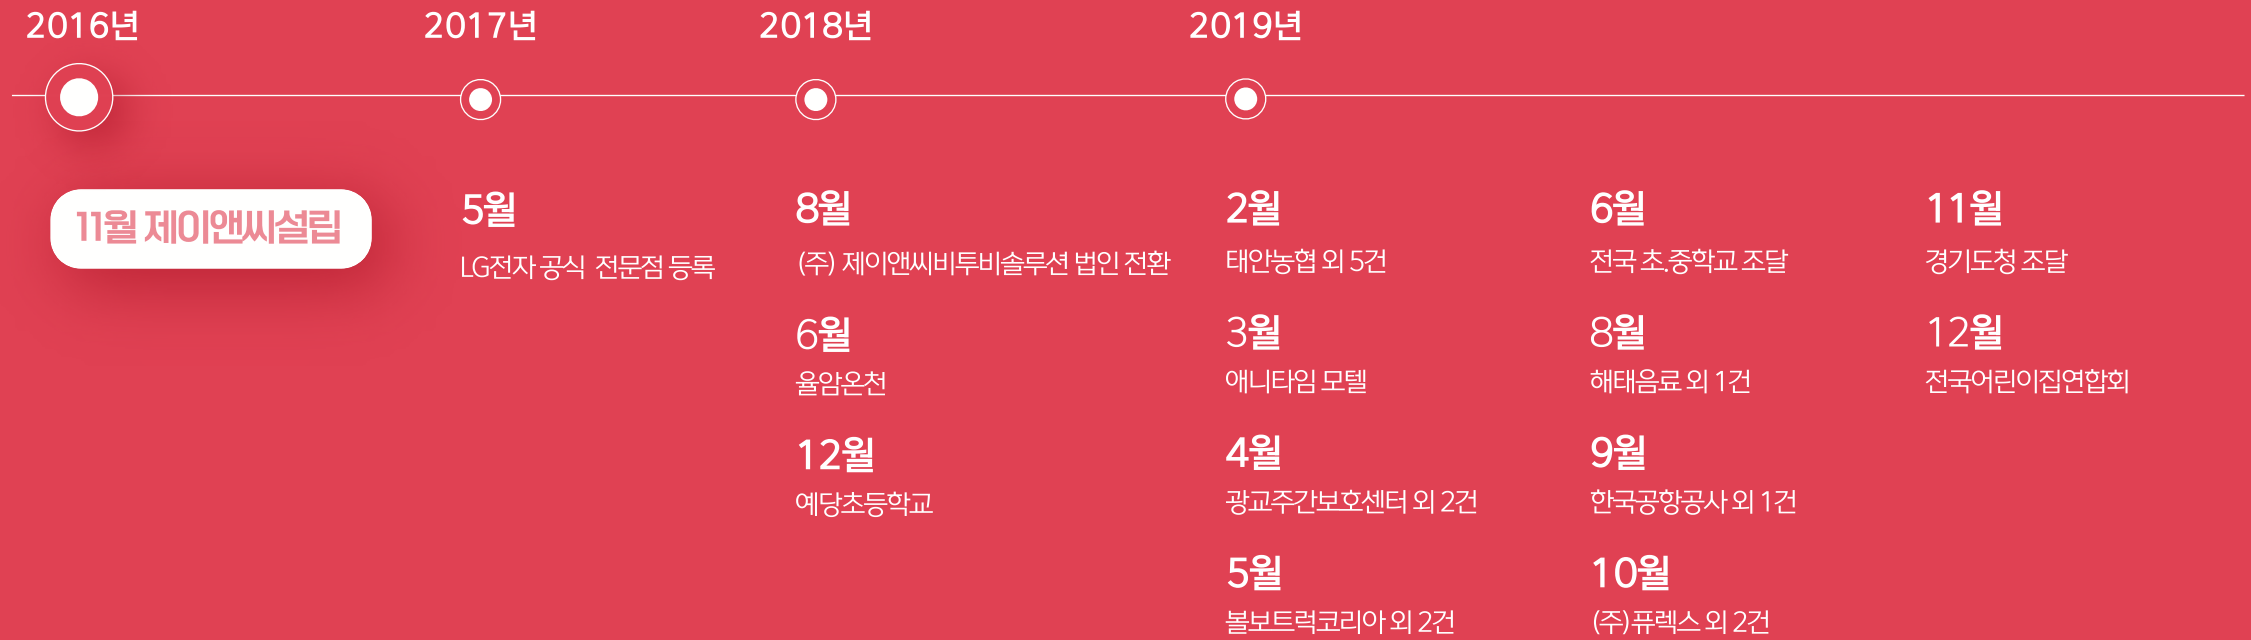 2016년
11월 제이앤씨설립
2017년
5월
LG전자 공식 전문점 등록
2018년
8월
(주) 제이앤씨비투비솔루션 법인 전환
6월
율암온천
12월
예당초등학교
2019년
2월
태안농협 외 5건
3월
애니타임 모텔
4월
광교주간보호센터 외 2건
5월
볼보트럭코리아 외 2건
6월
전국 초.중학교 조달
8월
해태음료 외 1건
9월
한국공항공사 외 1건
10월
(주)퓨렉스 외 2건
11월
경기도청 조달
12월
전국어린이집연합회